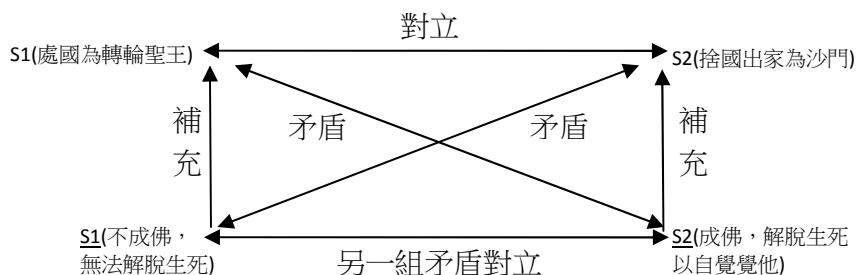 對立
S1(處國為轉輪聖王)
S2(捨國出家為沙門)
補
充
矛盾
矛盾
補
充
S1(不成佛，
無法解脫生死)
S2(成佛，解脫生死
以自覺覺他)
另一組矛盾對立